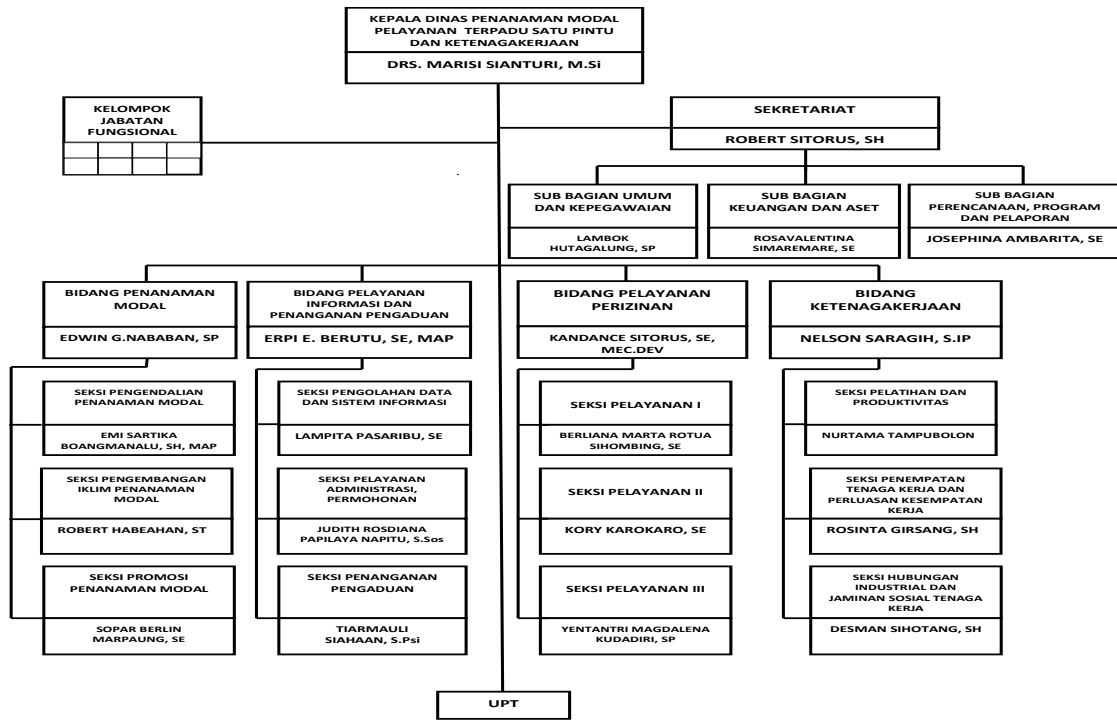 KEPALA DINAS PENANAMAN MODAL
PELAYANAN TERPADU SATU PINTU
DAN KETENAGAKERJAAN
DRS. MARISI SIANTURI, M.Si
KELOMPOK
JABATAN
FUNGSIONAL
SEKRETARIAT
ROBERT SITORUS, SH
SUB BAGIAN UMUM
DAN KEPEGAWAIAN
LAMBOK
HUTAGALUNG, SP
SUB BAGIAN
KEUANGAN DAN ASET
ROSAVALENTINA
SIMAREMARE, SE
SUB BAGIAN
PERENCANAAN, PROGRAM
DAN PELAPORAN
JOSEPHINA AMBARITA, SE
BIDANG PENANAMAN
MODAL
EDWIN G.NABABAN, SP
SEKSI PENGENDALIAN
PENANAMAN MODAL
EMI SARTIKA
BOANGMANALU, SH, MAP
SEKSI PENGEMBANGAN
IKLIM PENANAMAN
MODAL
ROBERT HABEAHAN, ST
SEKSI PROMOSI
PENANAMAN MODAL
SOPAR BERLIN
MARPAUNG, SE
BIDANG PELAYANAN
INFORMASI DAN
PENANGANAN PENGADUAN
ERPI E. BERUTU, SE, MAP
SEKSI PENGOLAHAN DATA
DAN SISTEM INFORMASI
LAMPITA PASARIBU, SE
SEKSI PELAYANAN
ADMINISTRASI,
PERMOHONAN
JUDITH ROSDIANA
PAPILAYA NAPITU, S.Sos
SEKSI PENANGANAN
PENGADUAN
TIARMAULI
SIAHAAN, S.Psi
BIDANG PELAYANAN
PERIZINAN
KANDANCE SITORUS, SE,
MEC.DEV
SEKSI PELAYANAN I
BERLIANA MARTA ROTUA
SIHOMBING, SE
SEKSI PELAYANAN II
KORY KAROKARO, SE
SEKSI PELAYANAN III
YENTANTRI MAGDALENA
KUDADIRI, SP
BIDANG
KETENAGAKERJAAN
NELSON SARAGIH, S.IP
SEKSI PELATIHAN DAN
PRODUKTIVITAS
NURTAMA TAMPUBOLON
SEKSI PENEMPATAN
TENAGA KERJA DAN
PERLUASAN KESEMPATAN
KERJA
ROSINTA GIRSANG, SH
SEKSI HUBUNGAN
INDUSTRIAL DAN
JAMINAN SOSIAL TENAGA
KERJA
DESMAN SIHOTANG, SH
UPT